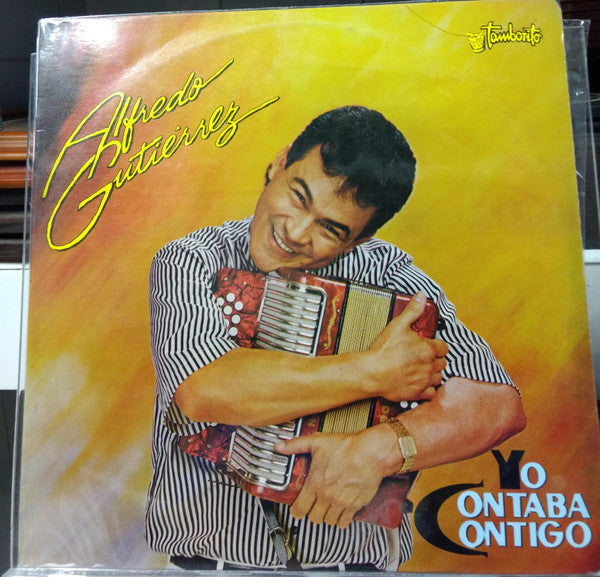 Tamborito
Alfredo
Gutiérrez
YO
CONTABA
CONTIGO